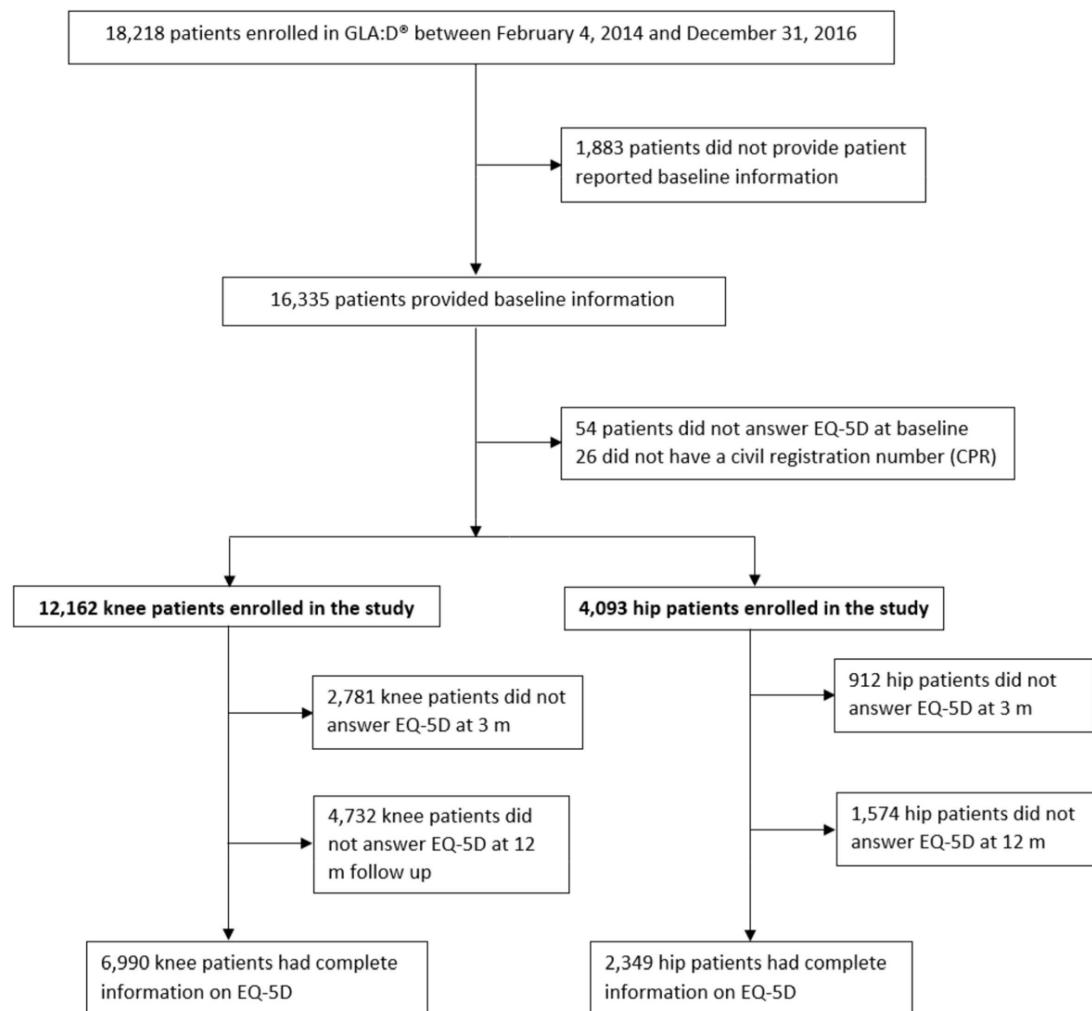 18,218 patients enrolled in GLA:D® between February 4, 2014 and December 31, 2016
1,883 patients did not provide patient
reported baseline information
16,335 patients provided baseline information
54 patients did not answer EQ-5D at baseline
26 did not have a civil registration number (CPR)
12,162 knee patients enrolled in the study
4,093 hip patients enrolled in the study
2,781 knee patients did not
answer EQ-5D at 3 m
912 hip patients did not
answer EQ-5D at 3 m
4,732 knee patients did
not answer EQ-5D at 12
m follow up
1,574 hip patients did not
answer EQ-5D at 12 m
6,990 knee patients had complete
information on EQ-5D
2,349 hip patients had complete
information on EQ-5D